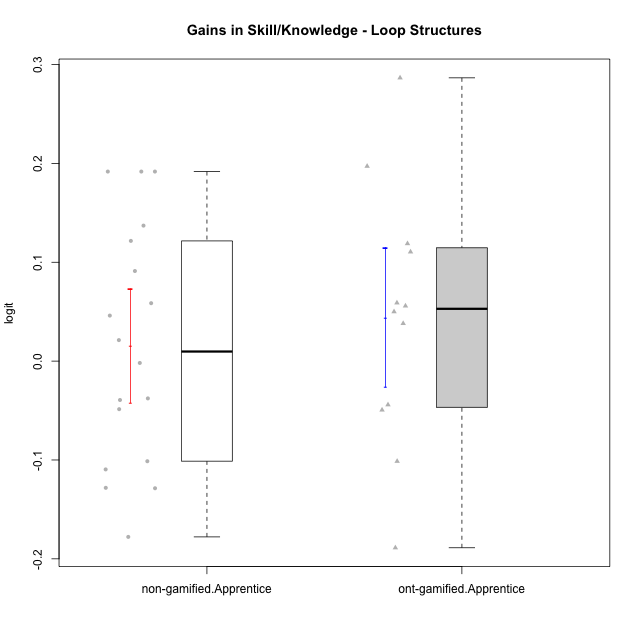 Gains in Skill/Knowledge - Loop Structures
logit
0.3
0.2
0.1
0.0
-0.1
-0.2
non-gamified.Apprentice
ont-gamified.Apprentice